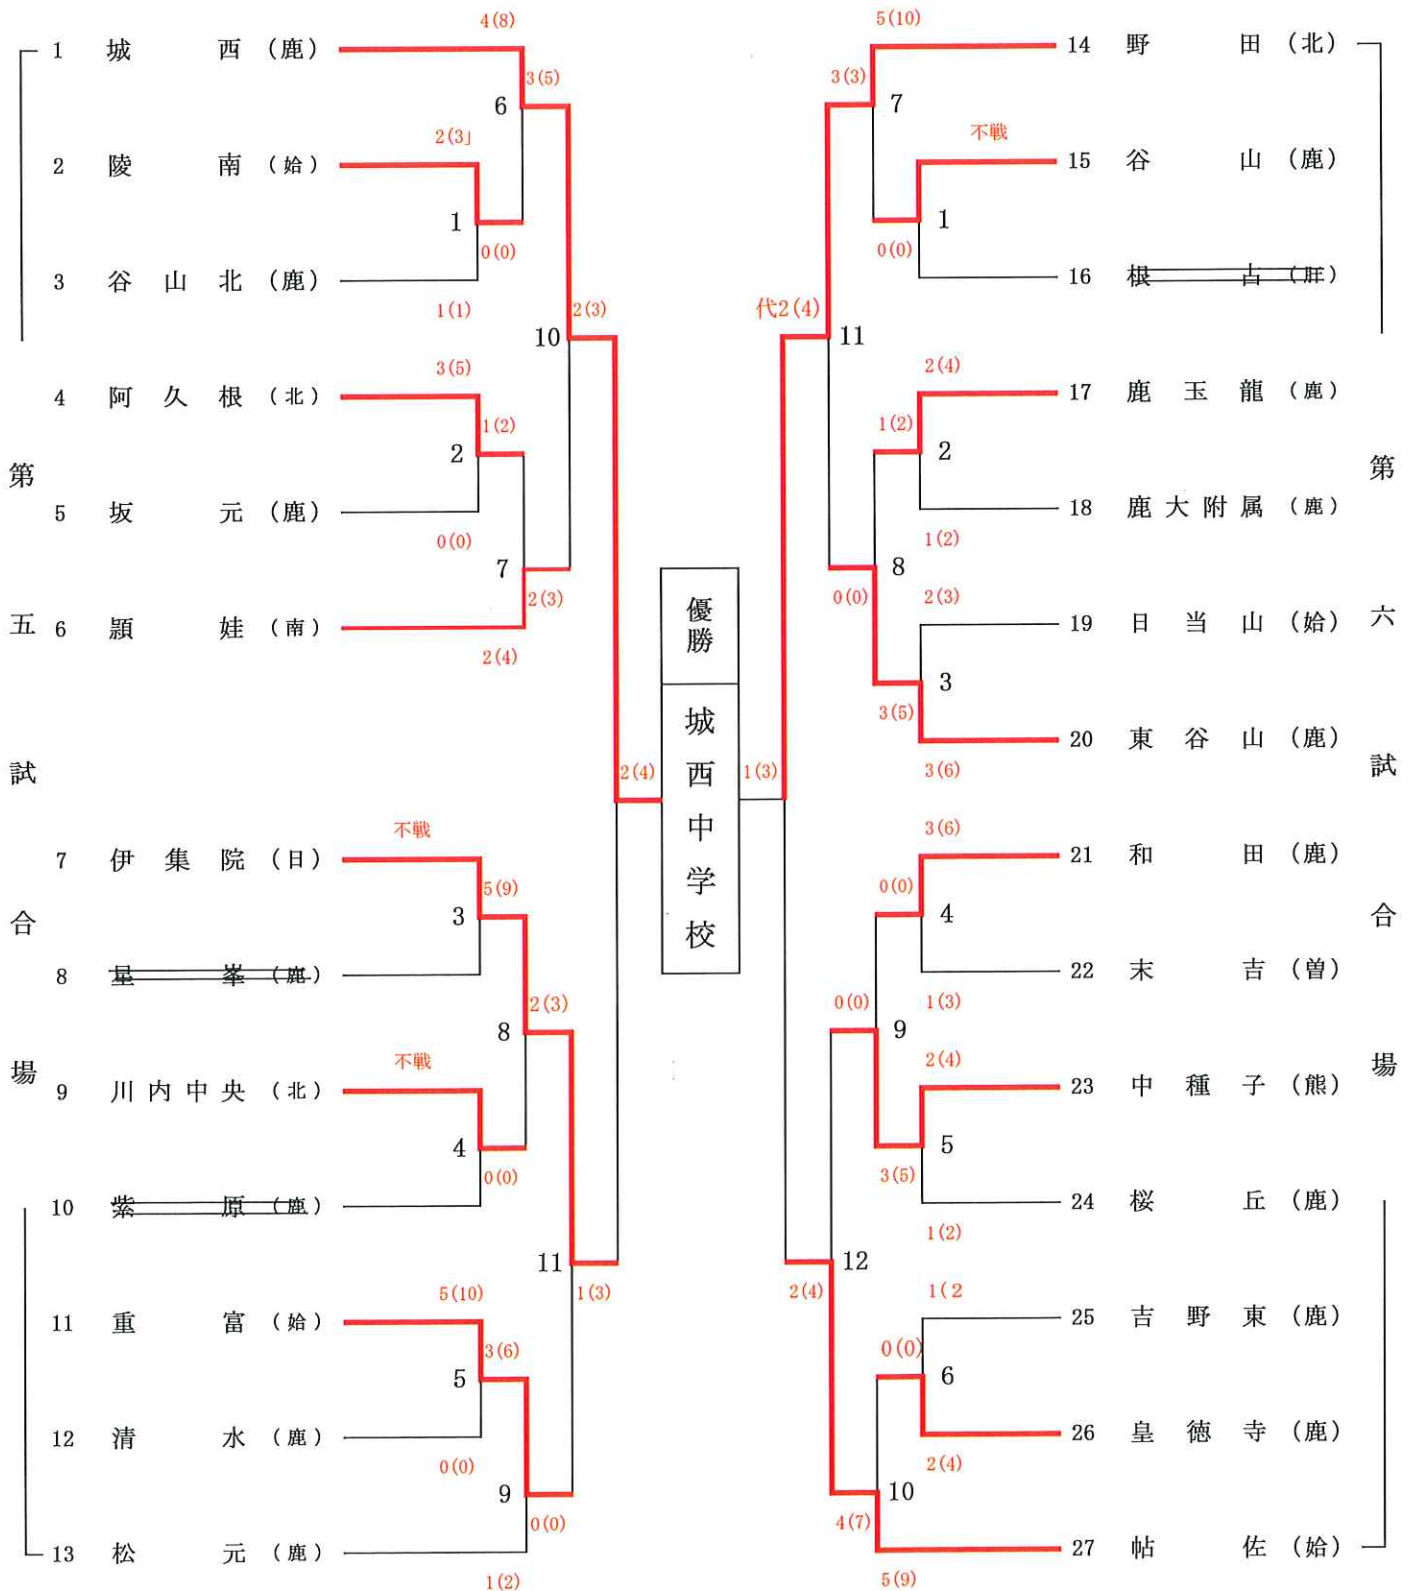 4(8)
1 城西 (鹿)
3(5)
6
2(3」
2 陵南 (姶)
1
0(0)
3 谷山北 (鹿)
1(1)
2(3)
10
3(5)
4 阿久根 (北)
1(2)
2
5 坂元 (鹿)
0(0)
7
2(3)
6 頴娃 (南)
2(4)
第五試合場
不戦
7 伊集院 (日)
5(9)
3
8 星峯 (鹿)
2(3)
8
不戦
9 川内中央 (北)
4
0(0)
10 紫原 (鹿)
11
1(3)
5(10)
11 重富 (姶)
3(6)
5
12 清水 (鹿)
0(0)
9
0(0)
13 松元 (鹿)
1(2)
2(4)
優勝
城西中学校
1(3)
5(10)
14 野田 (北)
3(3)
7
不戦
15 谷山 (鹿)
1
0(0)
16 根占 (肝)
代2(4)
11
2(4)
17 鹿玉龍 (鹿)
1(2)
2
18 鹿大附属 (鹿)
1(2)
8
0(0)
2(3)
19 日当山 (姶)
3
3(5)
20 東谷山 (鹿)
3(6)
第六試合場
3(6)
21 和田 (鹿)
0(0)
4
22 末吉 (曽)
1(3)
0(0)
9
2(4)
23 中種子 (熊)
5
3(5)
24 桜丘 (鹿)
1(2)
12
2(4)
1(2
25 吉野東 (鹿)
0(0)
6
26 皇徳寺 (鹿)
2(4)
10
4(7)
27 帖佐 (姶)
5(9)